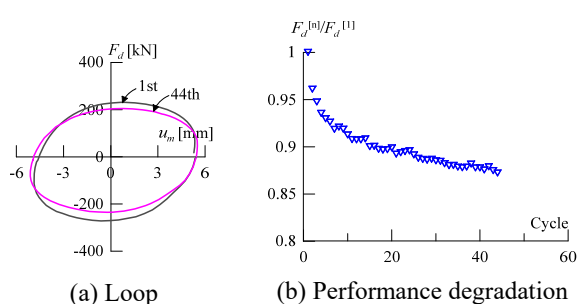 F_d [kN]
400
1st
44th
200
u_m [mm]
0
-6 -3 0 3 6
-200
-400
(a) Loop
F_d^[n]/F_d^[1]
1
0.95
0.9
0.85
Cycle
0.8
0 20 40 60
(b) Performance degradation